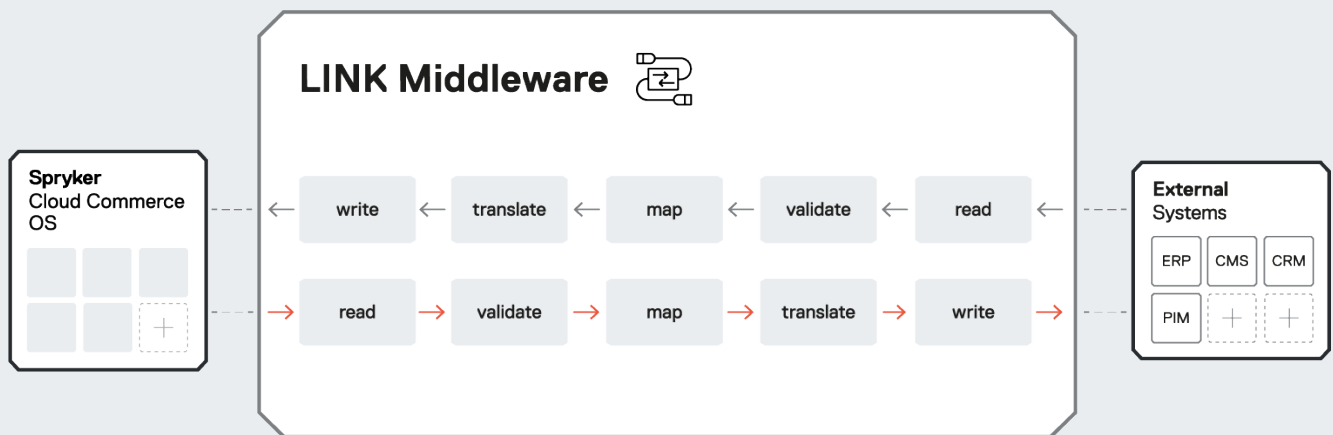 LINK Middleware
Spryker
Cloud Commerce
OS
write
translate
map
validate
read
read
validate
map
translate
write
External
Systems
ERP
CMS
CRM
PIM